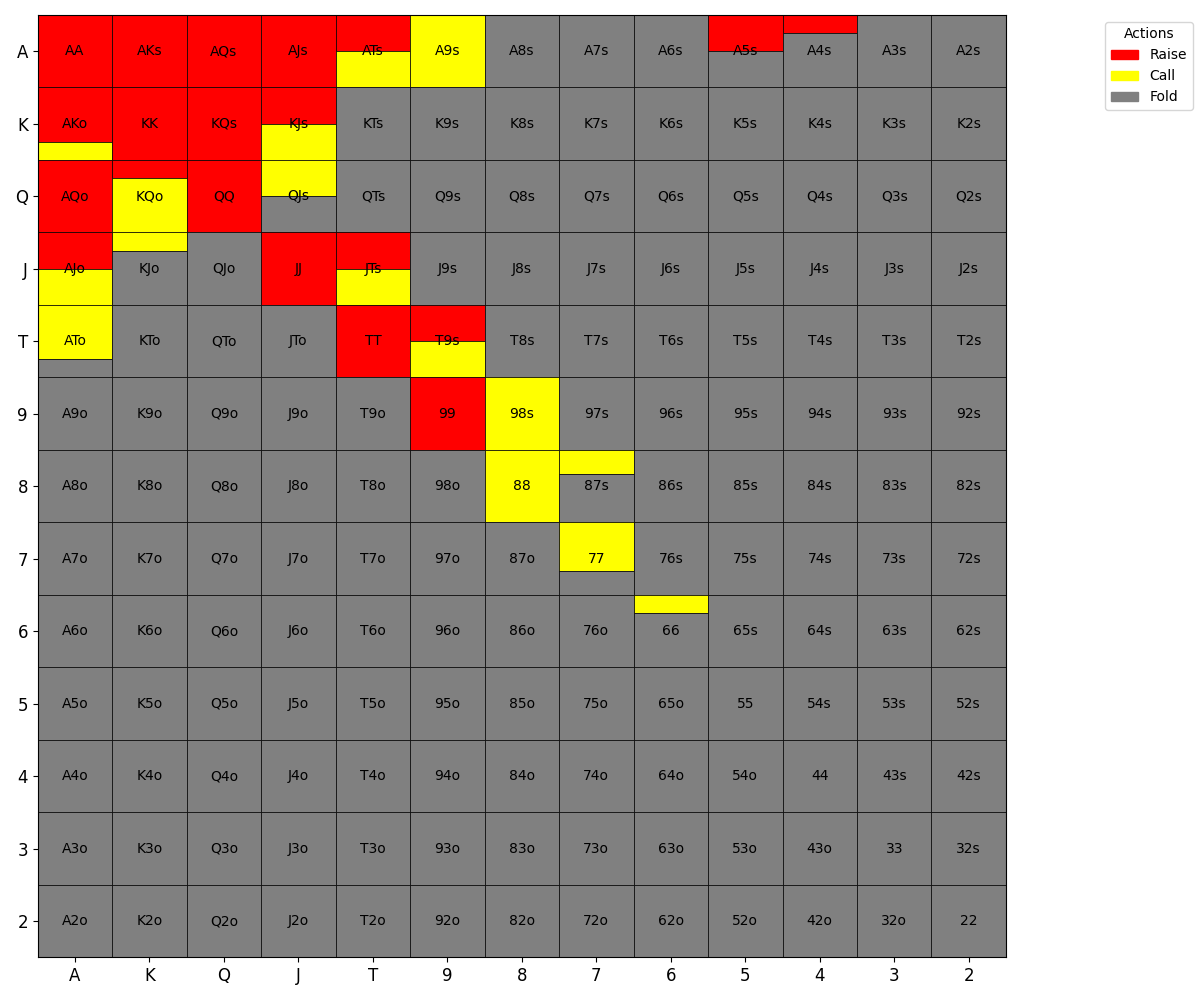 Actions
Raise
Call
Fold
A AA AKs AQs AJs ATs A9s A8s A7s A6s A5s A4s A3s A2s
K AKo KK KQs KJs KTs K9s K8s K7s K6s K5s K4s K3s K2s
Q AQo KQo QQ QJs QTs Q9s Q8s Q7s Q6s Q5s Q4s Q3s Q2s
J AJo KJo QJo JJ JTs J9s J8s J7s J6s J5s J4s J3s J2s
T ATo KTo QTo JTo TT T9s T8s T7s T6s T5s T4s T3s T2s
9 A9o K9o Q9o J9o T9o 99 98s 97s 96s 95s 94s 93s 92s
8 A8o K8o Q8o J8o T8o 98o 88 87s 86s 85s 84s 83s 82s
7 A7o K7o Q7o J7o T7o 97o 87o 77 76s 75s 74s 73s 72s
6 A6o K6o Q6o J6o T6o 96o 86o 76o 66 65s 64s 63s 62s
5 A5o K5o Q5o J5o T5o 95o 85o 75o 65o 55 54s 53s 52s
4 A4o K4o Q4o J4o T4o 94o 84o 74o 64o 54o 44 43s 42s
3 A3o K3o Q3o J3o T3o 93o 83o 73o 63o 53o 43o 33 32s
2 A2o K2o Q2o J2o T2o 92o 82o 72o 62o 52o 42o 32o 22
A K Q J T 9 8 7 6 5 4 3 2